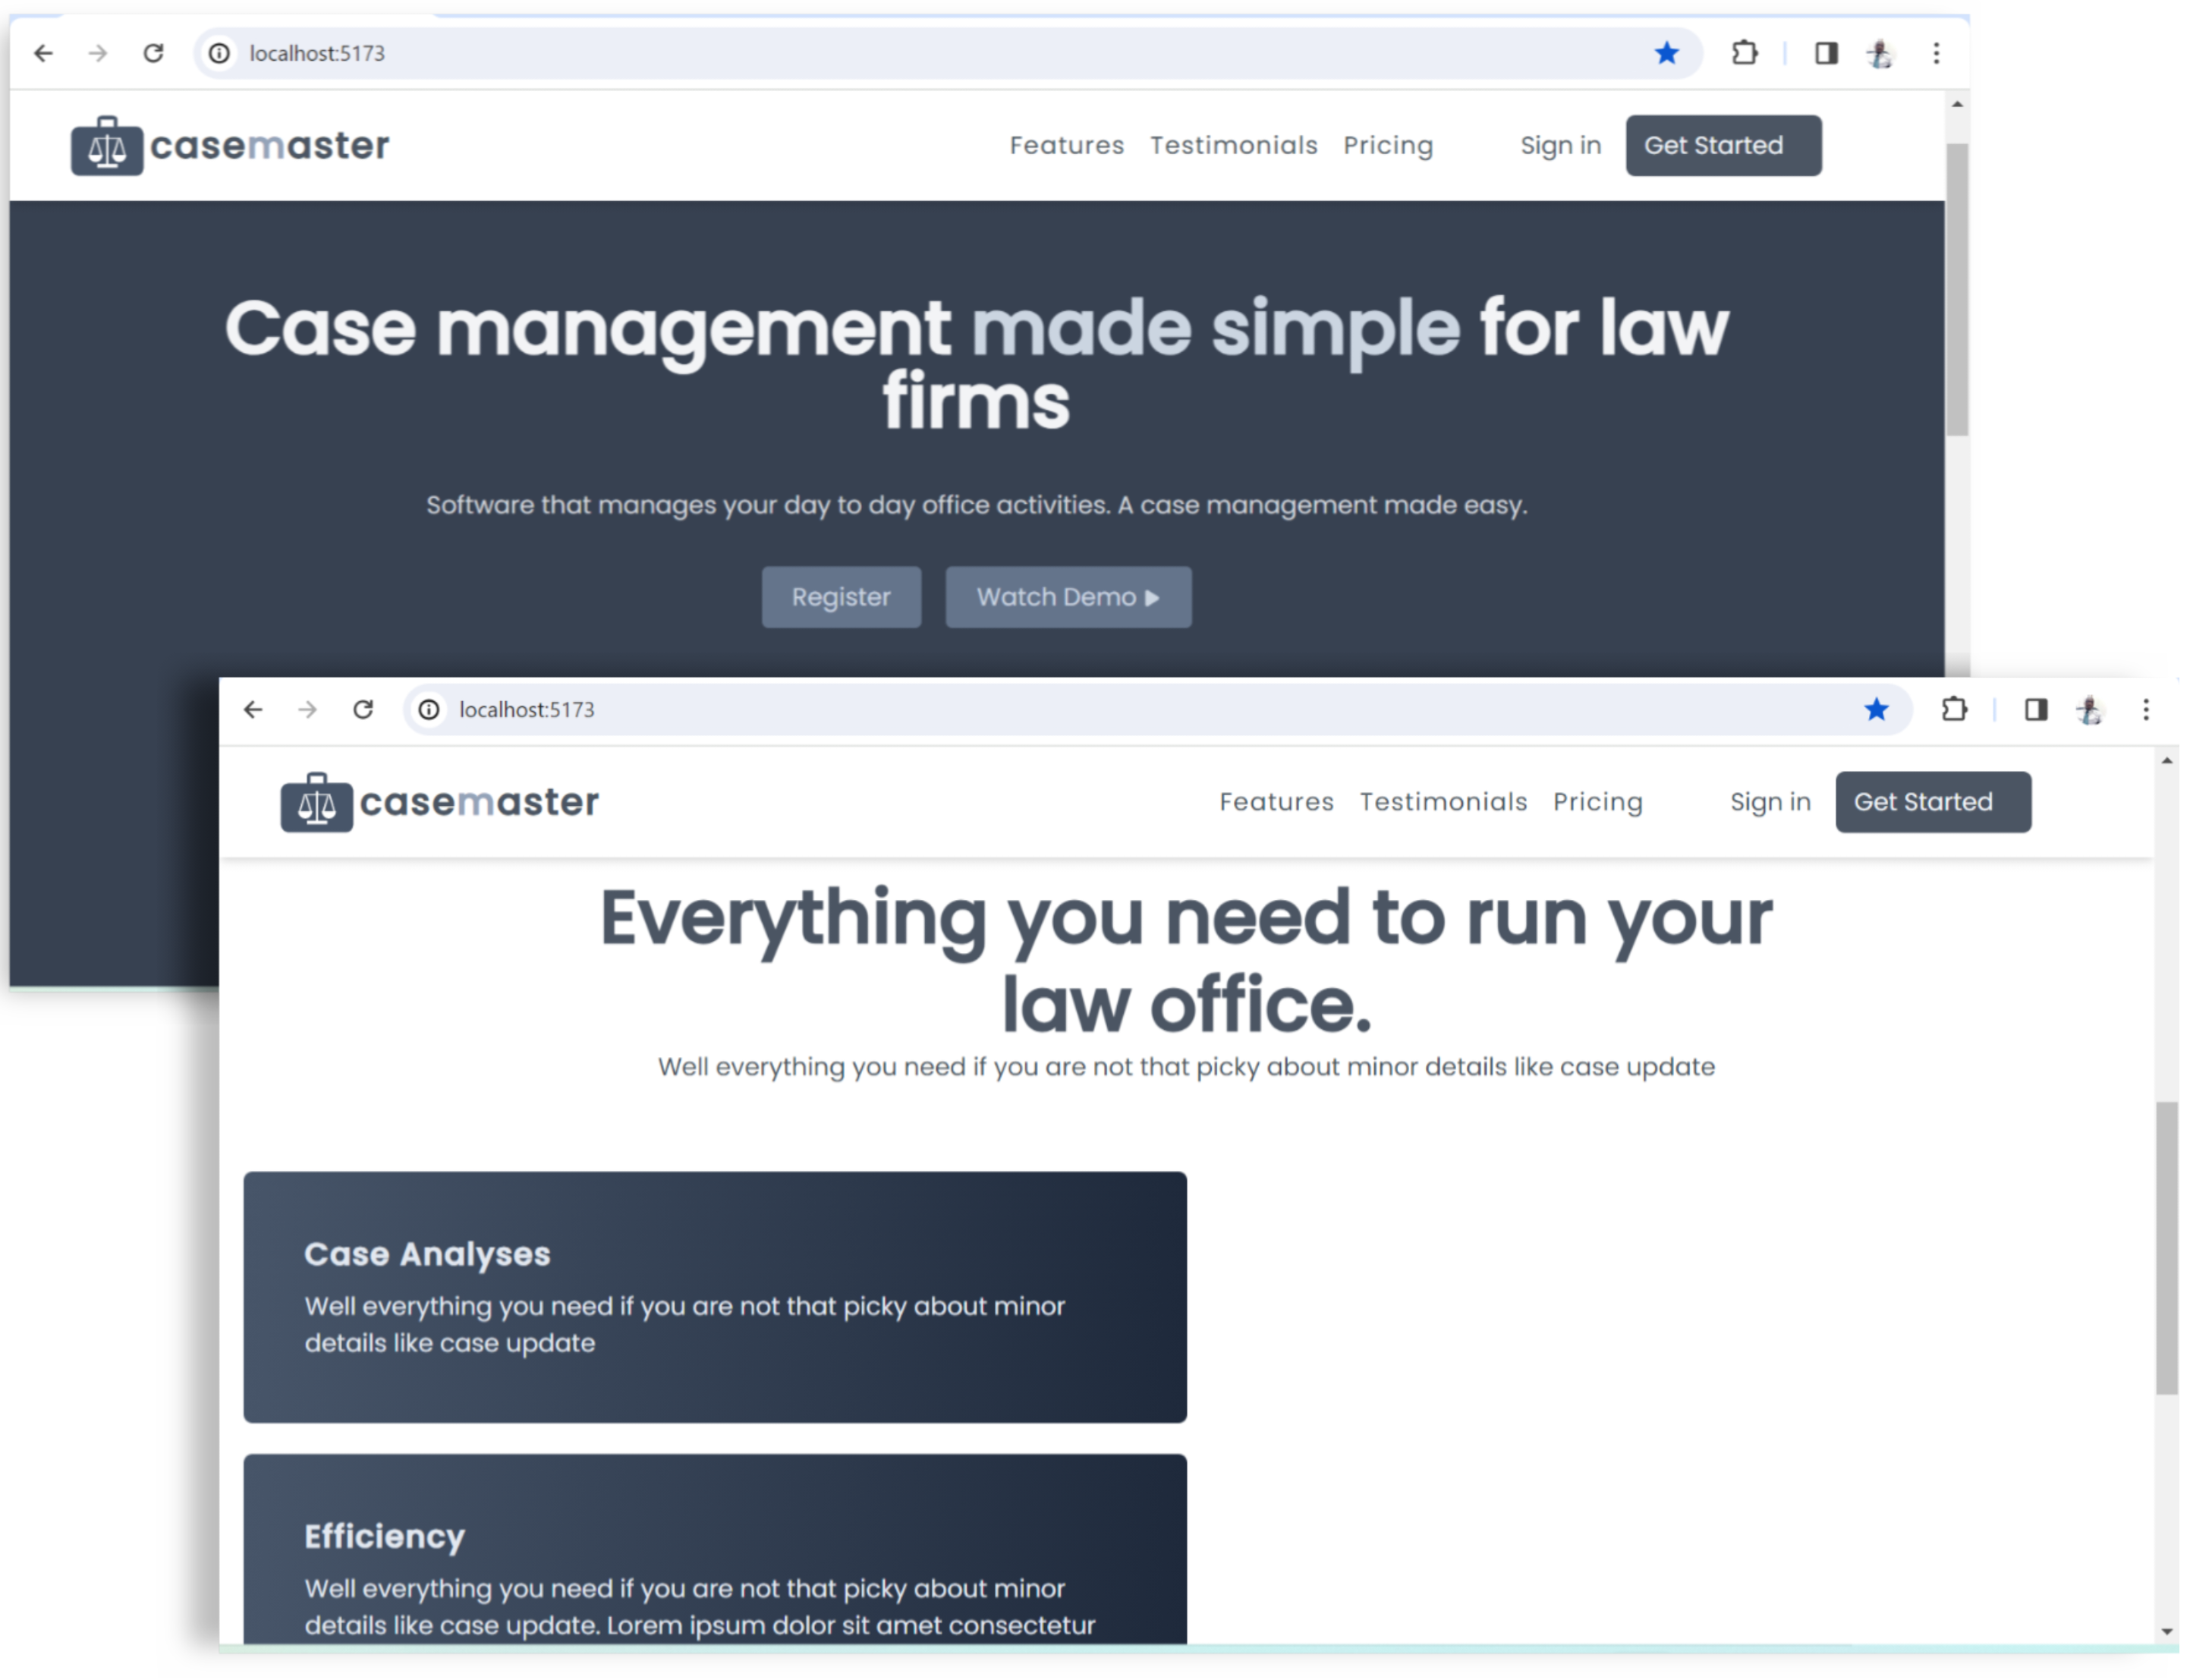 localhost:5173
casemaster
Features Testimonials Pricing Sign in Get Started
Case management made simple for law
firms
Software that manages your day to day office activities. A case management made easy.
Register Watch Demo
localhost:5173
casemaster
Features Testimonials Pricing Sign in Get Started
Everything you need to run your
law office.
Well everything you need if you are not that picky about minor details like case update
Case Analyses
Well everything you need if you are not that picky about minor
details like case update
Efficiency
Well everything you need if you are not that picky about minor
details like case update. Lorem ipsum dolor sit amet consectetur